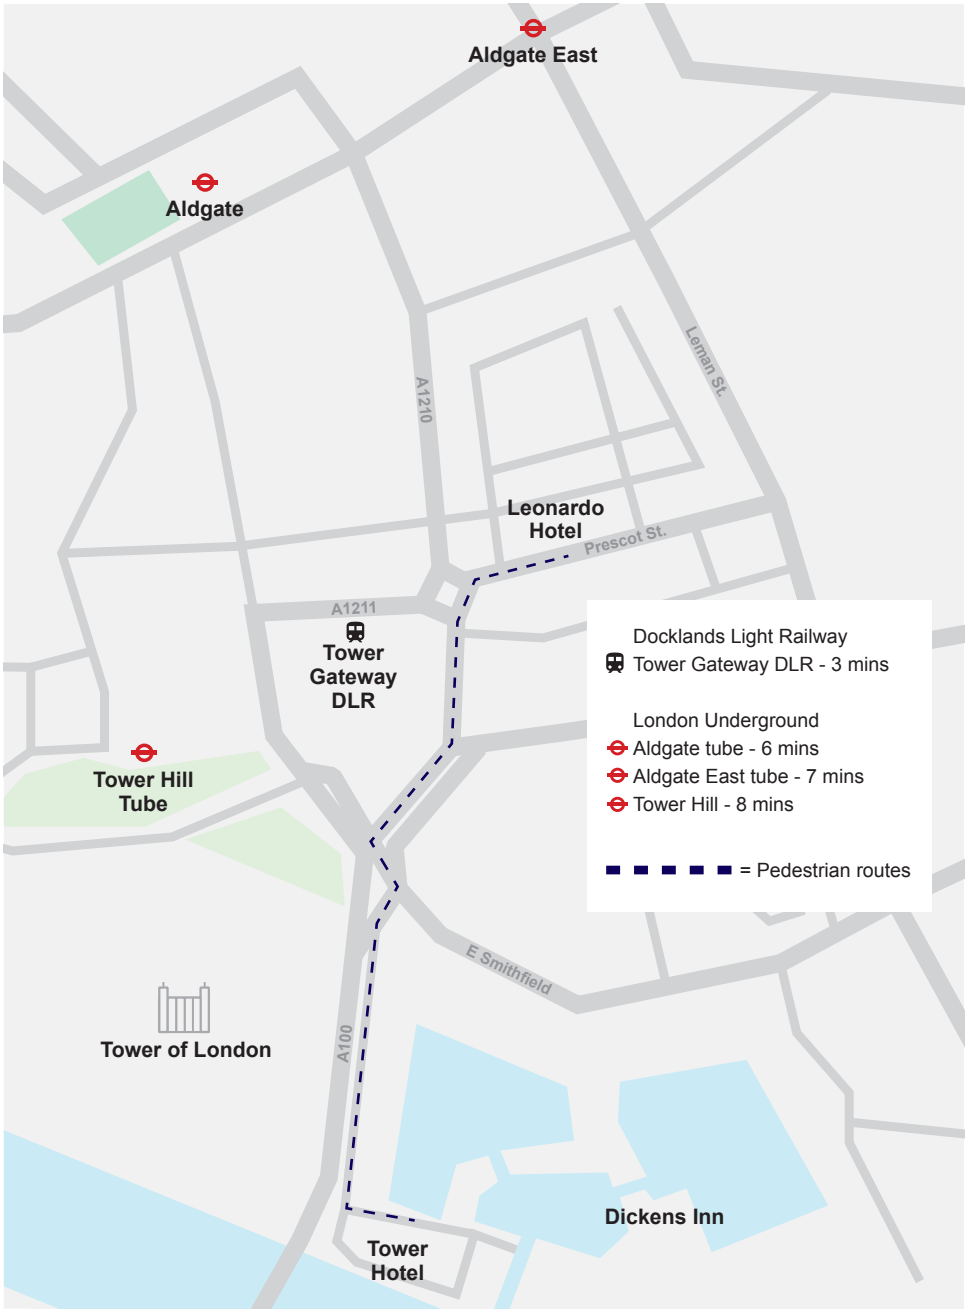 Aldgate East
Aldgate
Leman St.
A1210
Leonardo
Hotel
Prescot St.
A1211
Tower
Gateway
DLR
Docklands Light Railway
Tower Gateway DLR - 3 mins
London Underground
Aldgate tube - 6 mins
Aldgate East tube - 7 mins
Tower Hill - 8 mins
= Pedestrian routes
Tower Hill
Tube
E Smithfield
Tower of London
A100
Dickens Inn
Tower
Hotel